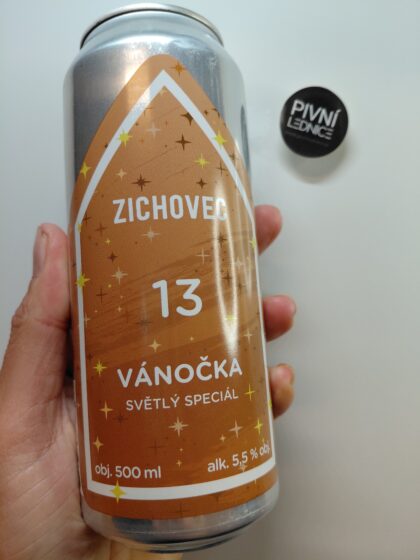 PIVNÍ
LEDNICE
ZICHOVEC
13
VÁNOČKA
SVĚTLÝ SPECIÁL
obj. 500 ml
alk. 5,5 % obj.